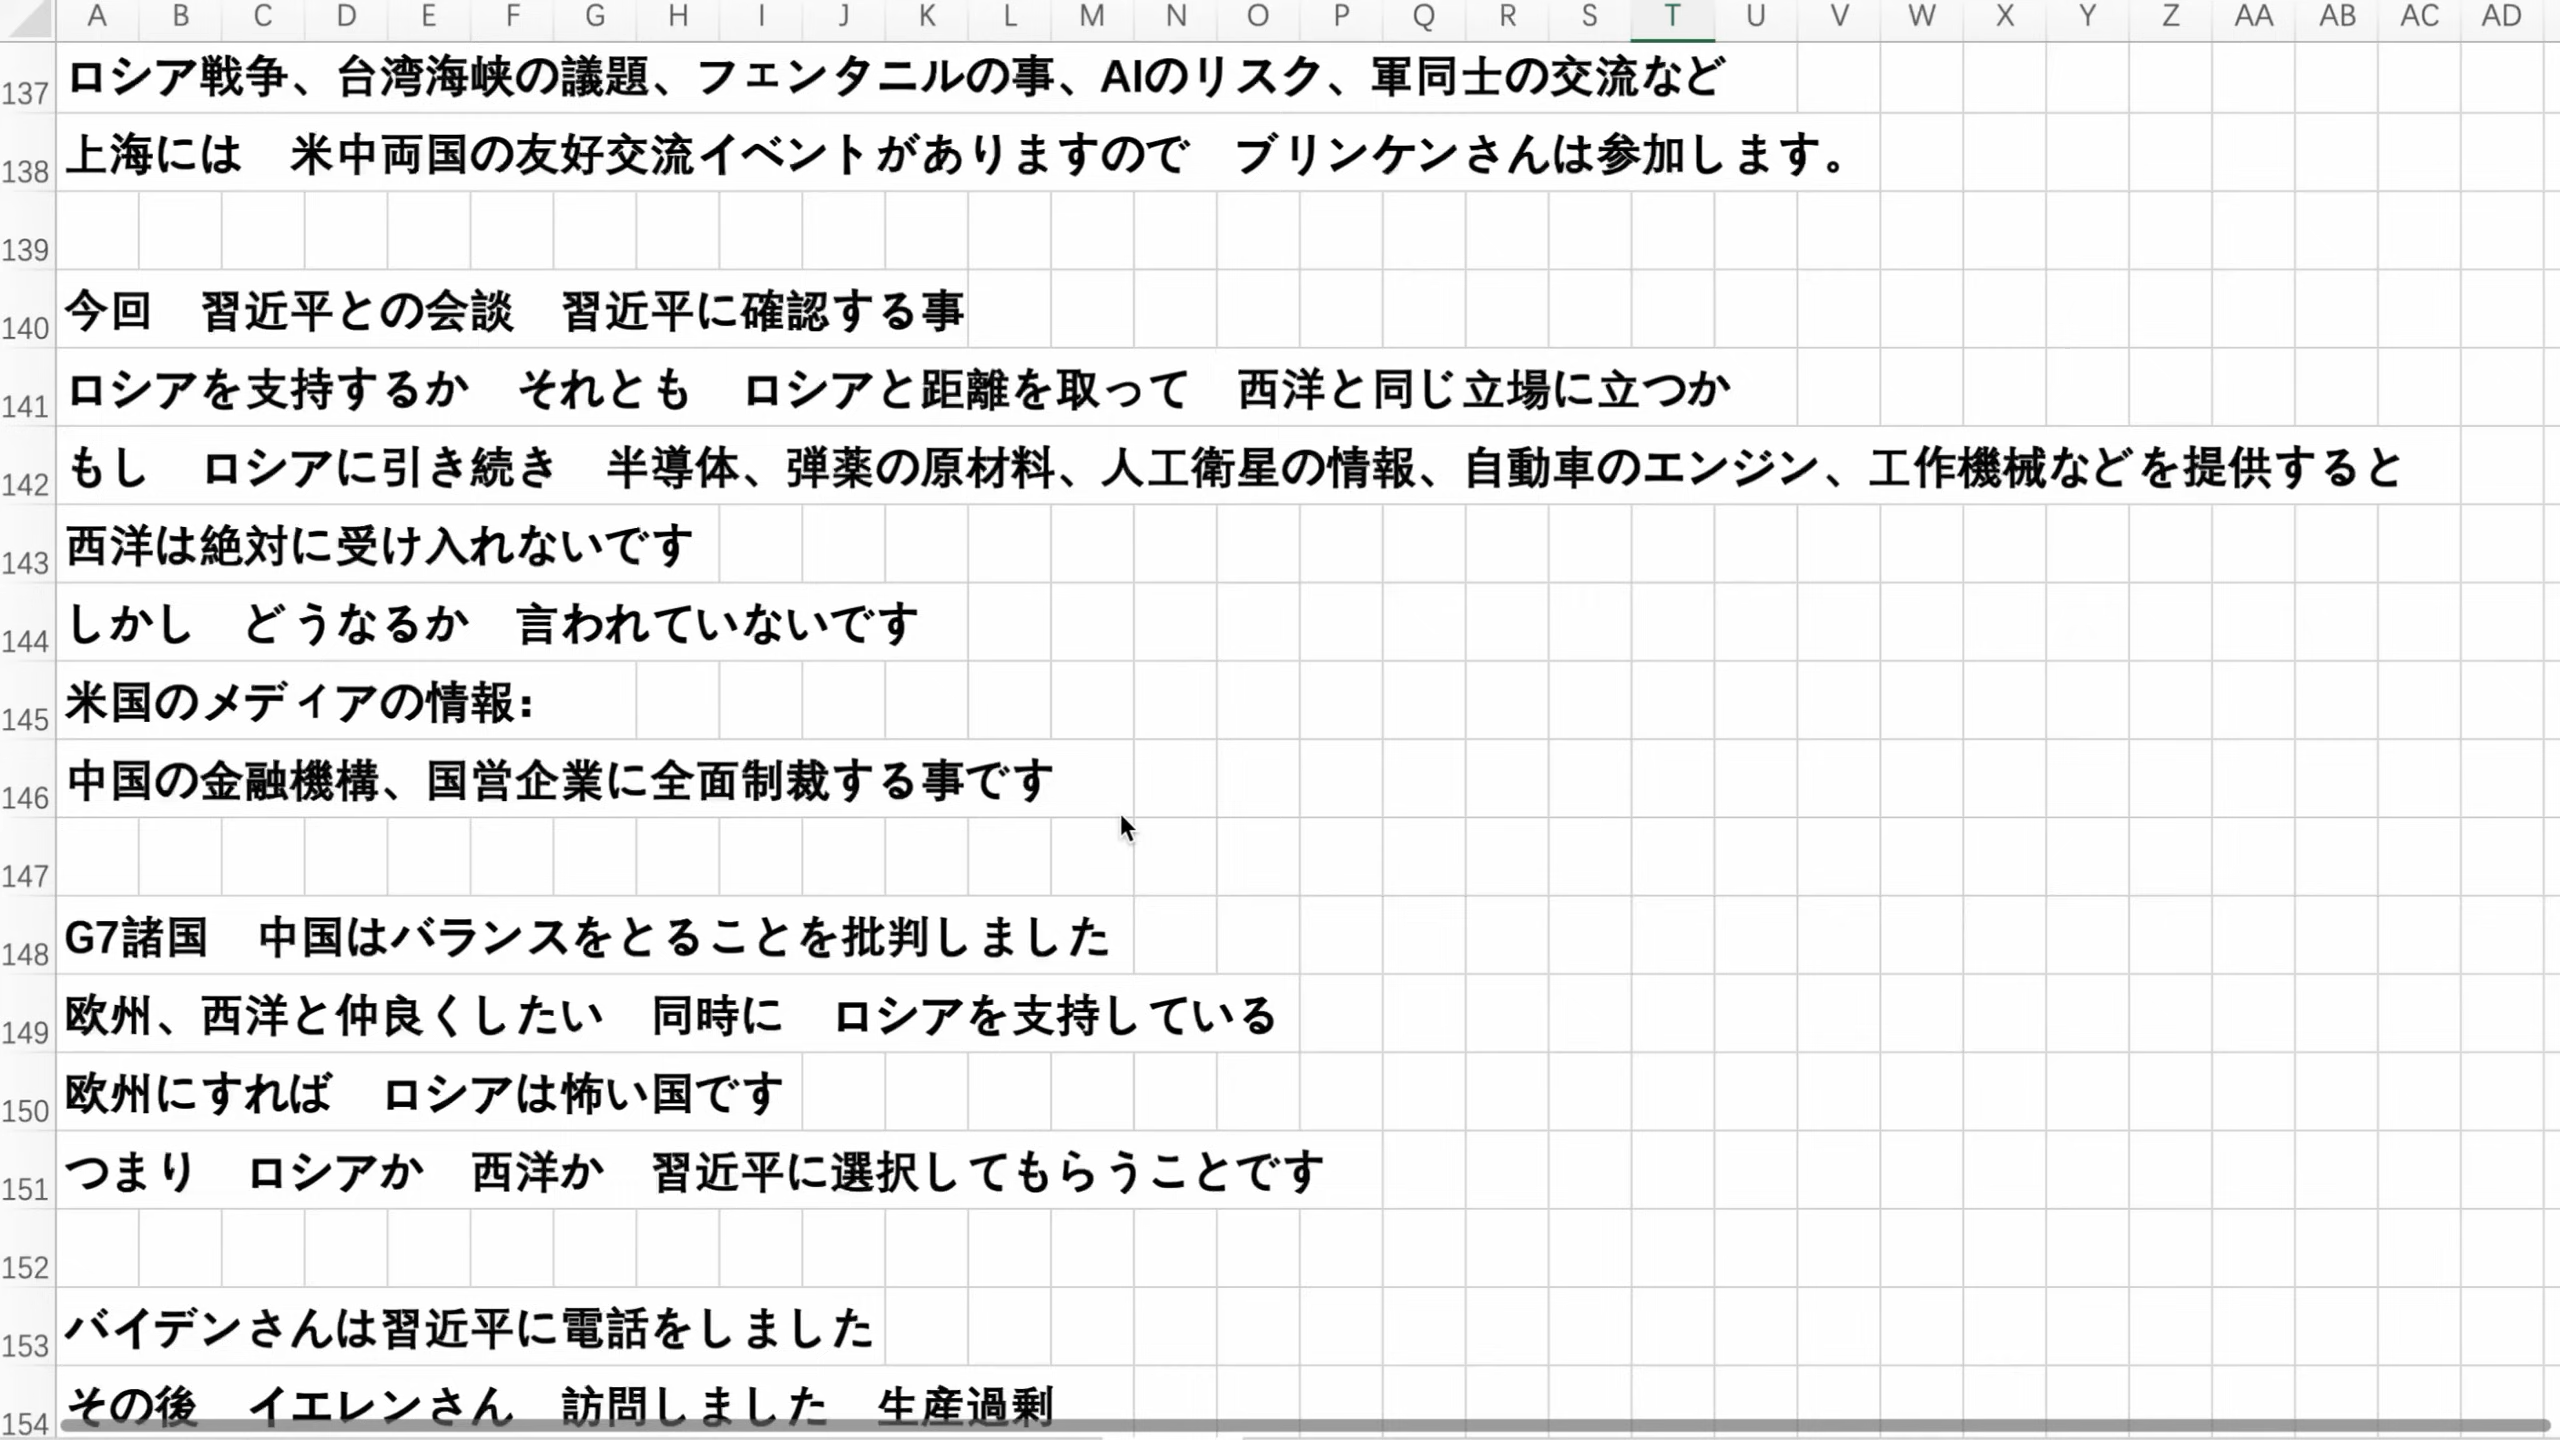 A B C D E F G H I J K L M N O P Q R S T U V W X Y Z AA AB AC AD
137 ロシア戦争、台湾海峡の議題、フェンタニルの事、AIのリスク、軍同士の交流など
138 上海には　米中両国の友好交流イベントがありますので　ブリンケンさんは参加します。
139
140 今回　習近平との会談　習近平に確認する事
141 ロシアを支持するか　それとも　ロシアと距離を取って　西洋と同じ立場に立つか
142 もし　ロシアに引き続き　半導体、弾薬の原材料、人工衛星の情報、自動車のエンジン、工作機械などを提供すると
143 西洋は絶対に受け入れないです
144 しかし　どうなるか　言われていないです
145 米国のメディアの情報：
146 中国の金融機構、国営企業に全面制裁する事です
147
148 G7諸国　中国はバランスをとることを批判しました
149 欧州、西洋と仲良くしたい　同時に　ロシアを支持している
150 欧州にすれば　ロシアは怖い国です
151 つまり　ロシアか　西洋か　習近平に選択してもらうことです
152
153 バイデンさんは習近平に電話をしました
154 その後　イエレンさん　訪問しました　生産過剰